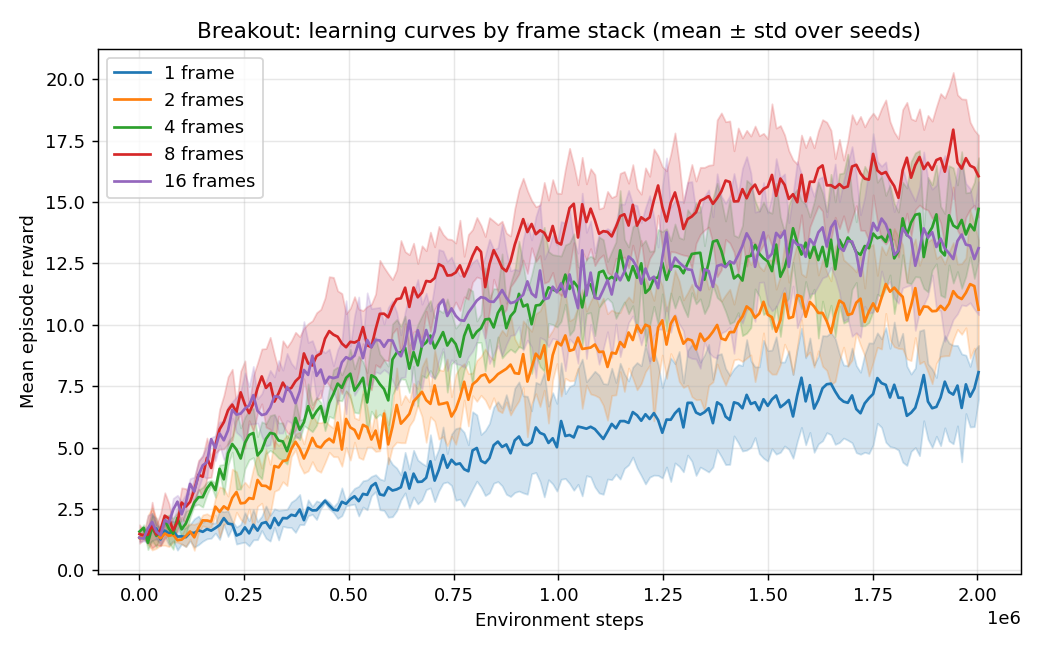 Breakout: learning curves by frame stack (mean ± std over seeds)
1 frame
2 frames
4 frames
8 frames
16 frames
Mean episode reward
20.0
17.5
15.0
12.5
10.0
7.5
5.0
2.5
0.0
0.00 0.25 0.50 0.75 1.00 1.25 1.50 1.75 2.00
1e6
Environment steps